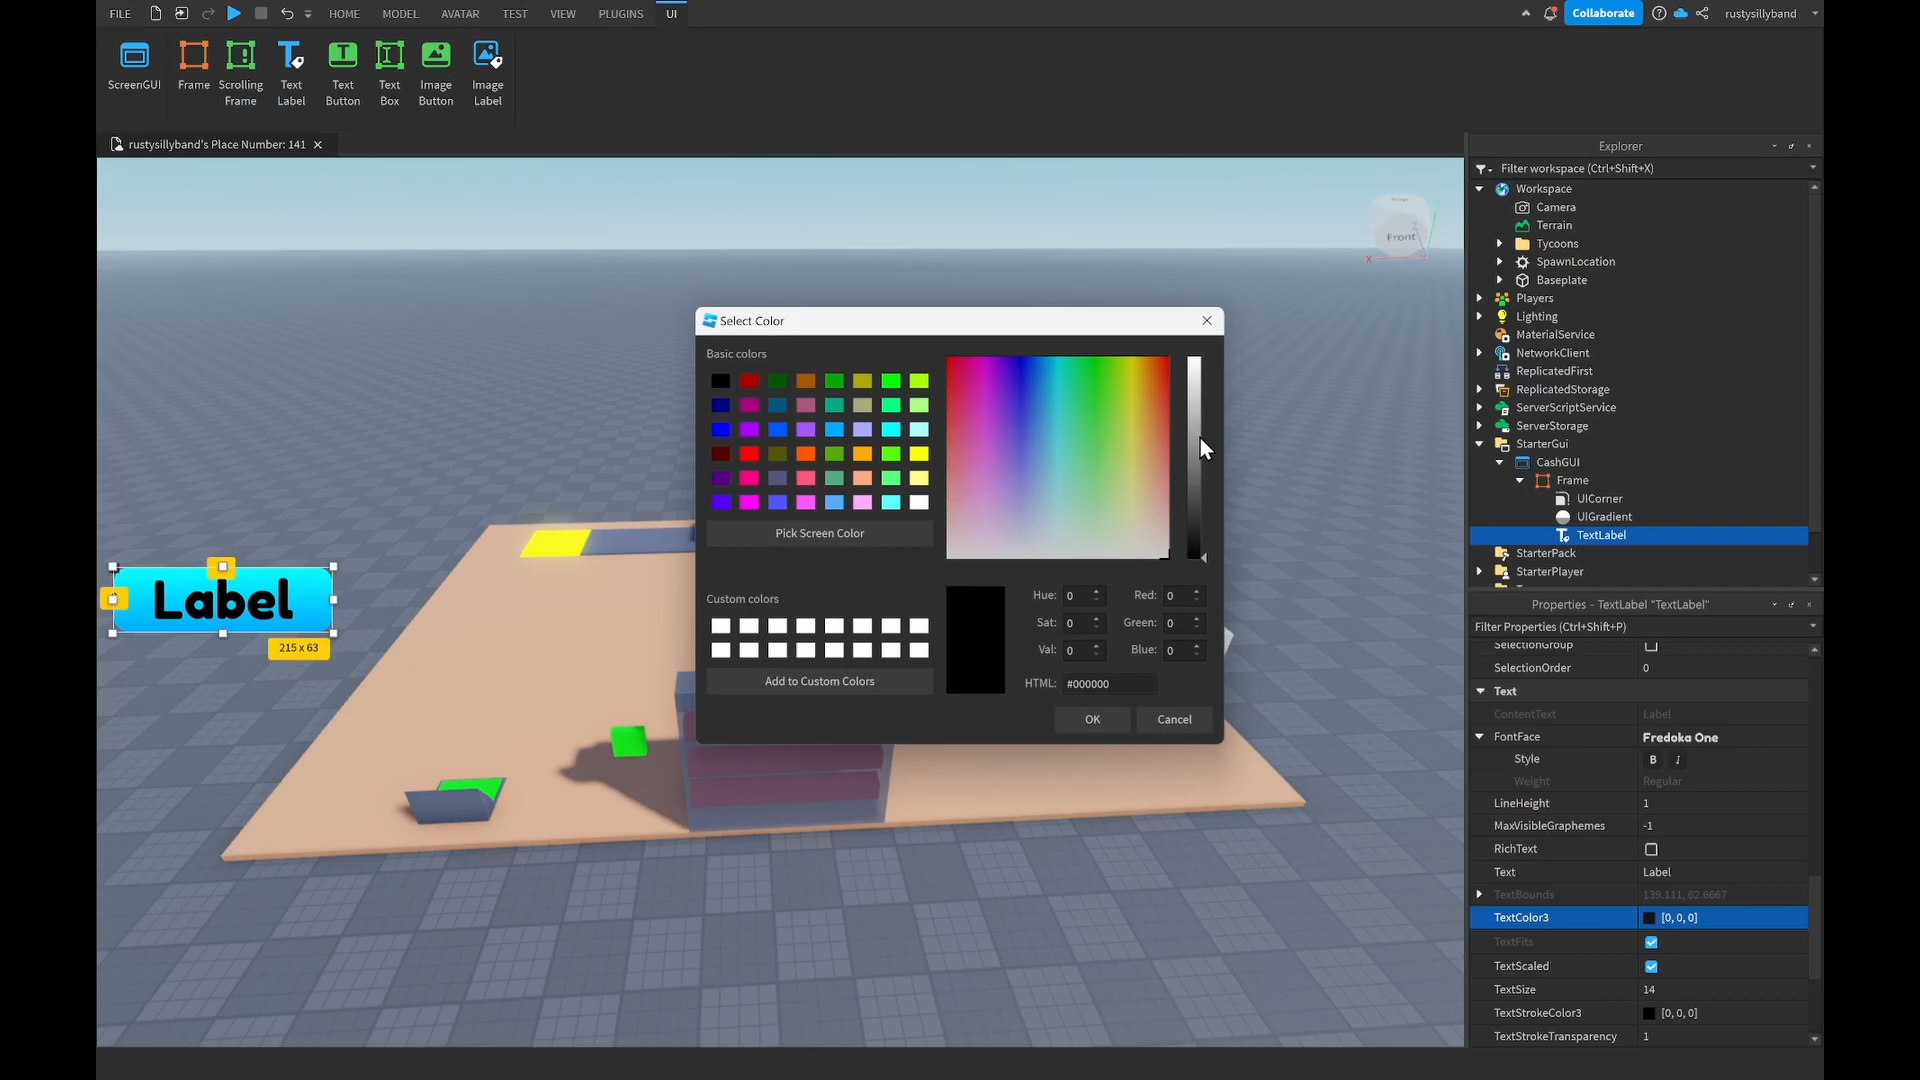 FILE HOME MODEL AVATAR TEST VIEW PLUGINS UI Collaborate rustysillyband
ScreenGUI Frame Scrolling Frame Text Label Text Button Text Box Image Button Image Label
rustysillyband's Place Number: 141
Explorer
Filter workspace (Ctrl+Shift+X)
Workspace
Camera
Terrain
Tycoons
SpawnLocation
Baseplate
Players
Lighting
MaterialService
NetworkClient
ReplicatedFirst
ReplicatedStorage
ServerScriptService
ServerStorage
StarterGui
CashGUI
Frame
UICorner
UIGradient
TextLabel
StarterPack
StarterPlayer
Front
X
Label
215 x 63
Select Color
Basic colors
Pick Screen Color
Custom colors
Add to Custom Colors
Hue: 0 Red: 0
Sat: 0 Green: 0
Val: 0 Blue: 0
HTML: #000000
OK Cancel
Properties - TextLabel "TextLabel"
Filter Properties (Ctrl+Shift+P)
SelectionGroup
SelectionOrder 0
Text
ContentText Label
FontFace Fredoka One
Style B I
Weight Regular
LineHeight 1
MaxVisibleGraphemes -1
RichText
Text Label
TextBounds 139.111, 62.6667
TextColor3 [0, 0, 0]
TextFits
TextScaled
TextSize 14
TextStrokeColor3 [0, 0, 0]
TextStrokeTransparency 1